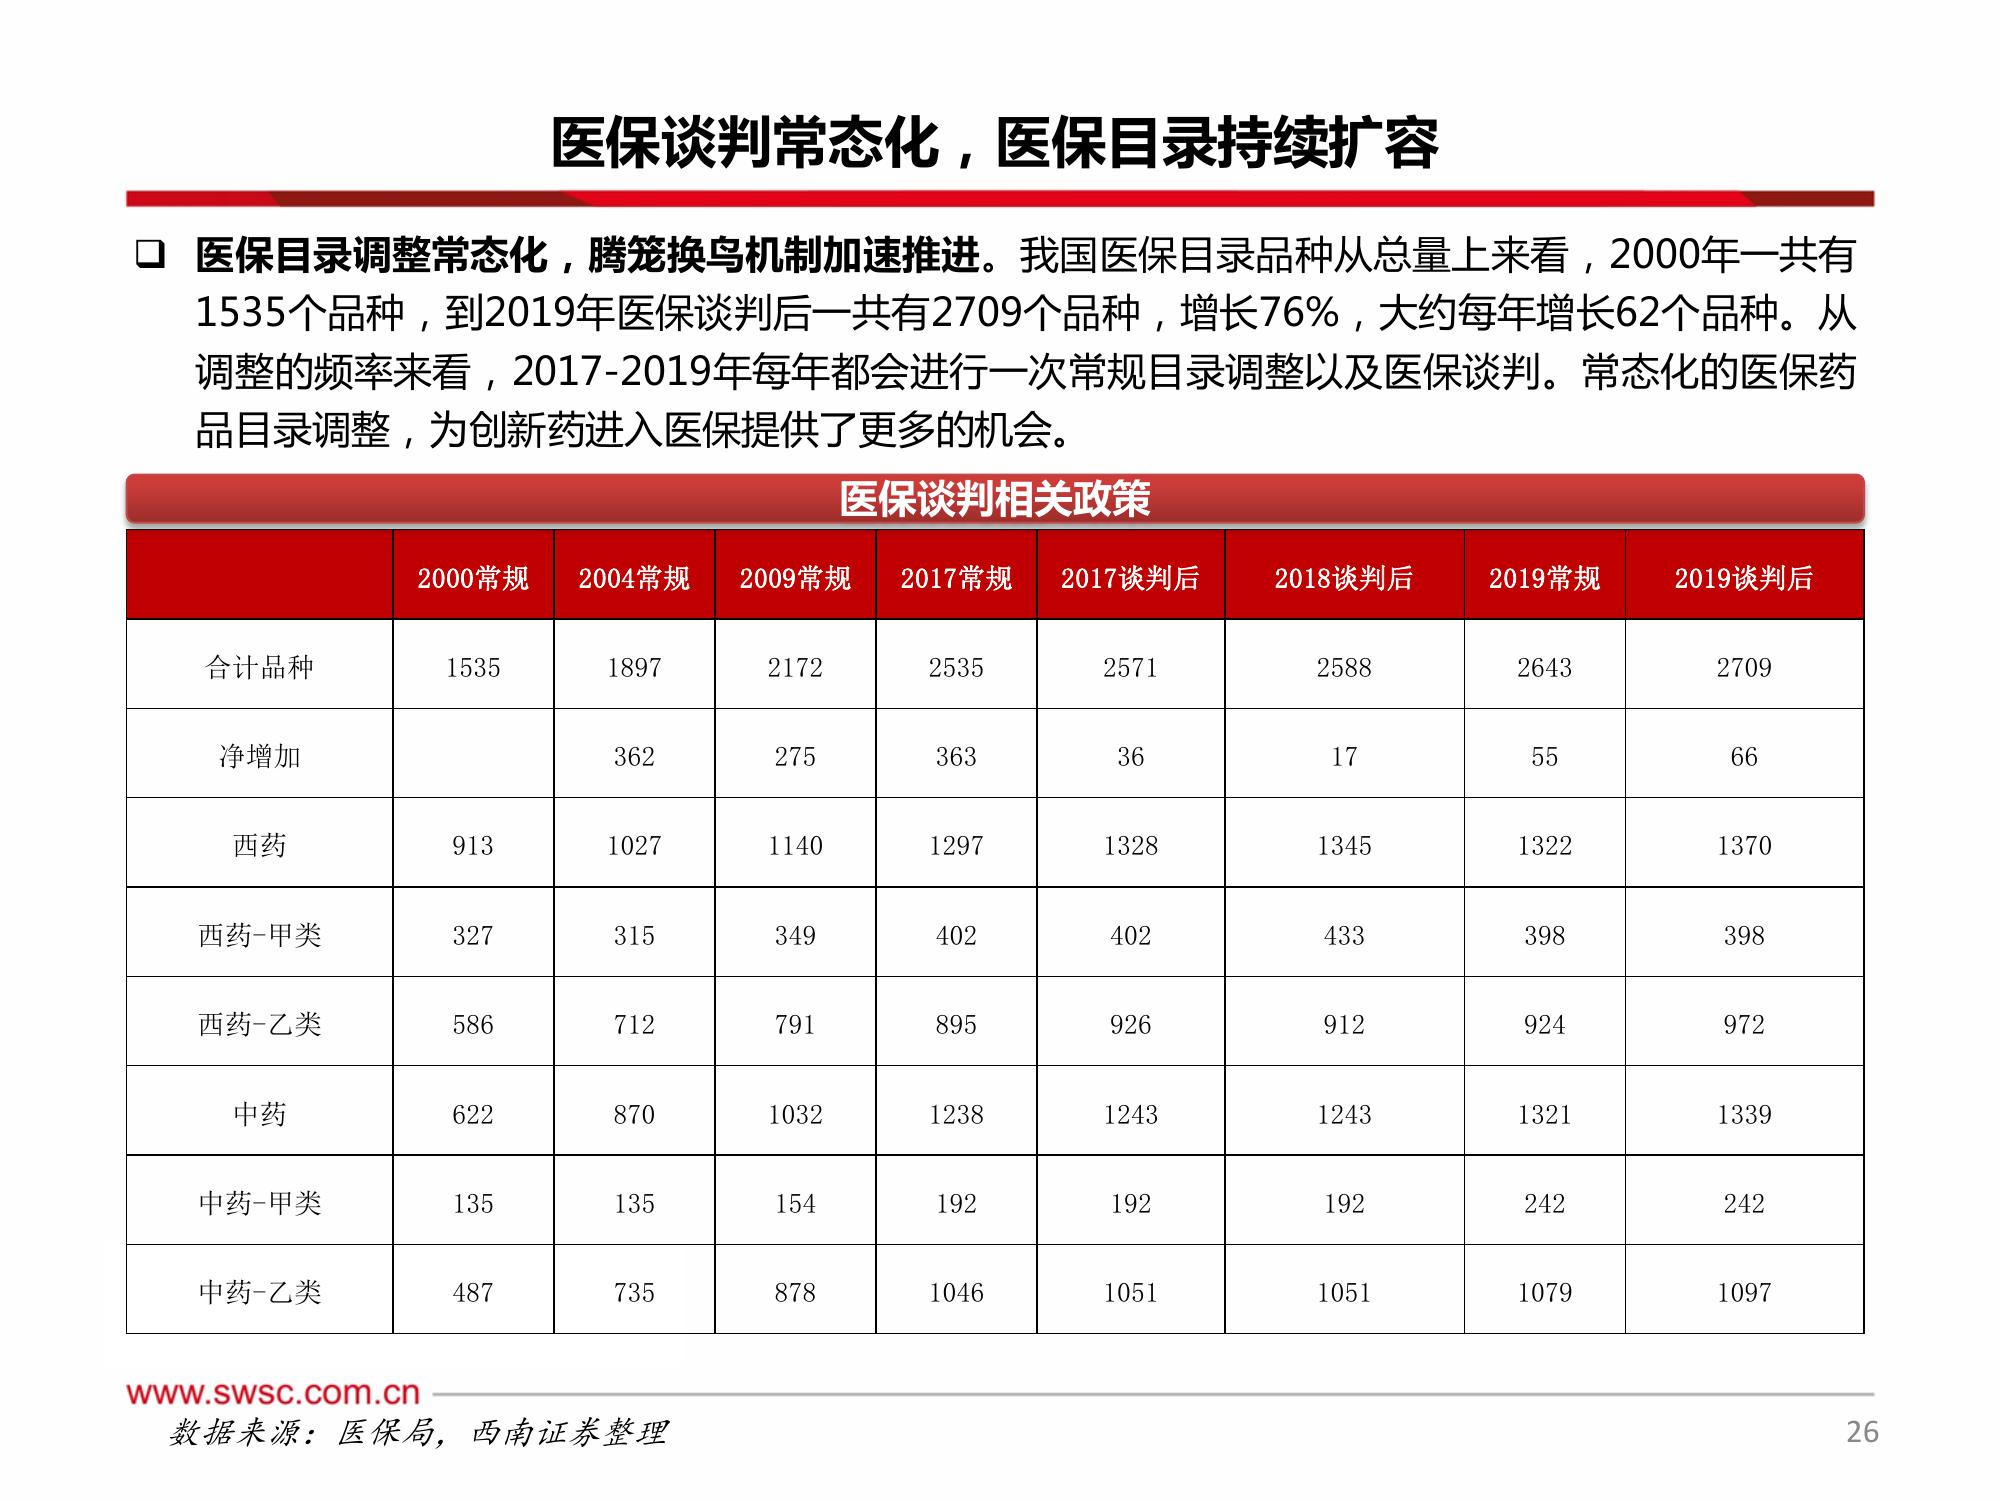 医保谈判常态化，医保目录持续扩容
❑ 医保目录调整常态化，腾笼换鸟机制加速推进。我国医保目录品种从总量上来看，2000年一共有
1535个品种，到2019年医保谈判后一共有2709个品种，增长76%，大约每年增长62个品种。从
调整的频率来看，2017-2019年每年都会进行一次常规目录调整以及医保谈判。常态化的医保药
品目录调整，为创新药进入医保提供了更多的机会。
医保谈判相关政策
2000常规 2004常规 2009常规 2017常规 2017谈判后 2018谈判后 2019常规 2019谈判后
合计品种 1535 1897 2172 2535 2571 2588 2643 2709
净增加 362 275 363 36 17 55 66
西药 913 1027 1140 1297 1328 1345 1322 1370
西药-甲类 327 315 349 402 402 433 398 398
西药-乙类 586 712 791 895 926 912 924 972
中药 622 870 1032 1238 1243 1243 1321 1339
中药-甲类 135 135 154 192 192 192 242 242
中药-乙类 487 735 878 1046 1051 1051 1079 1097
www.swsc.com.cn
数据来源：医保局，西南证券整理
26